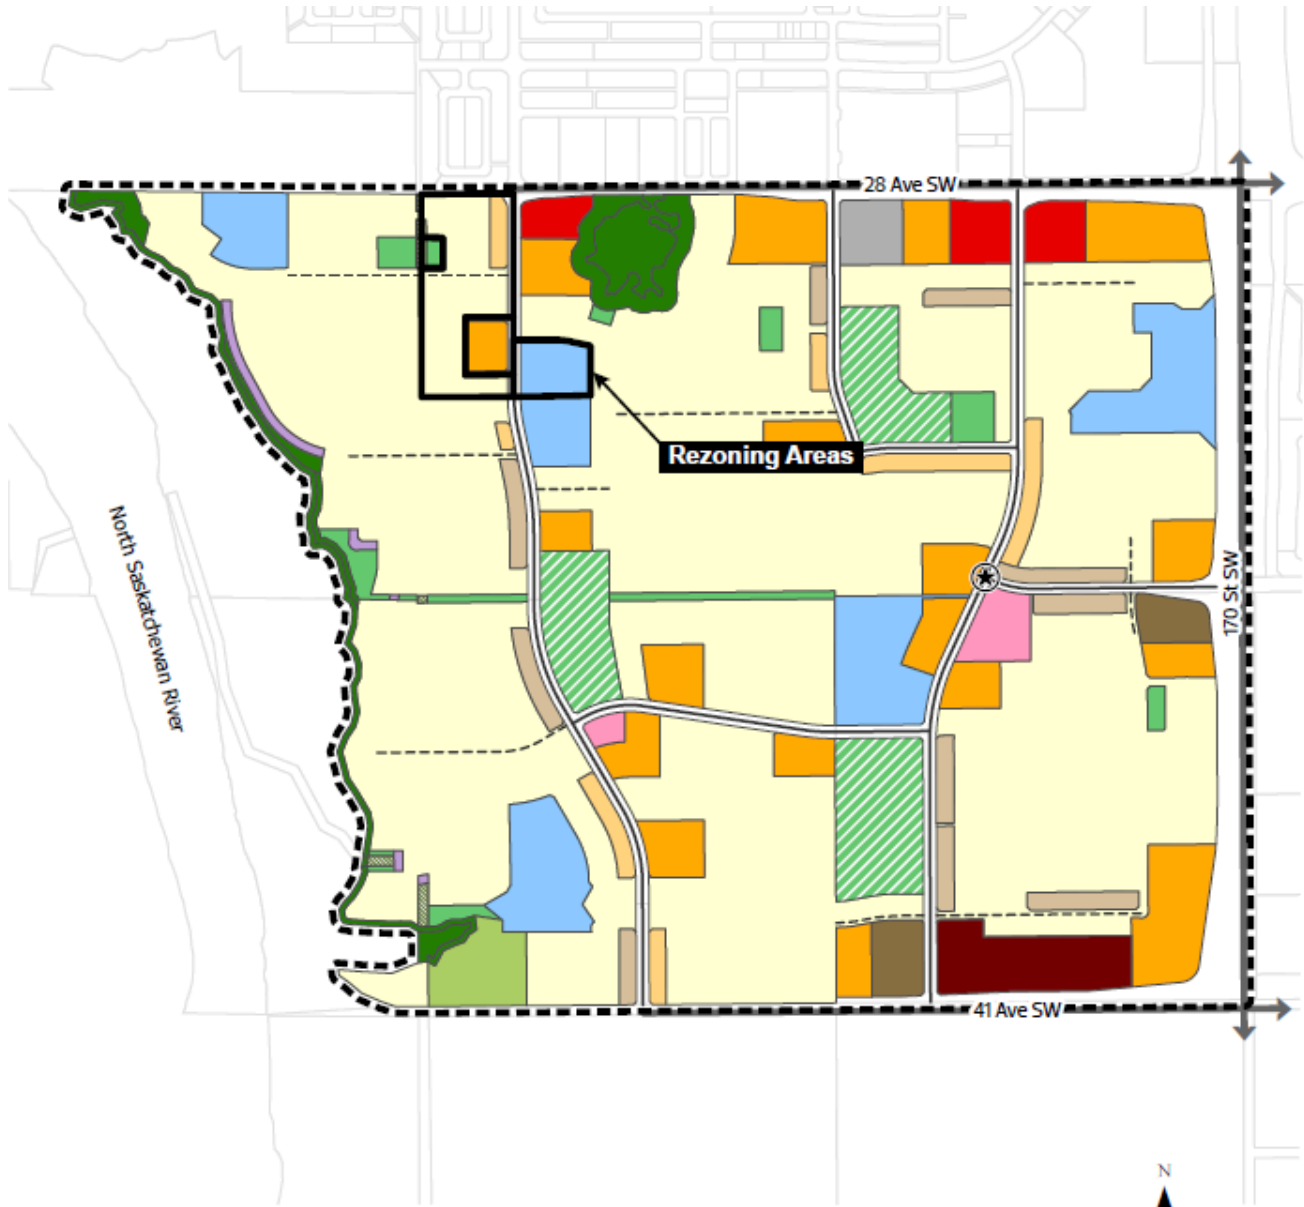 28 Ave SW
Rezoning Areas
North Saskatchewan River
170 St SW
41 Ave SW
N